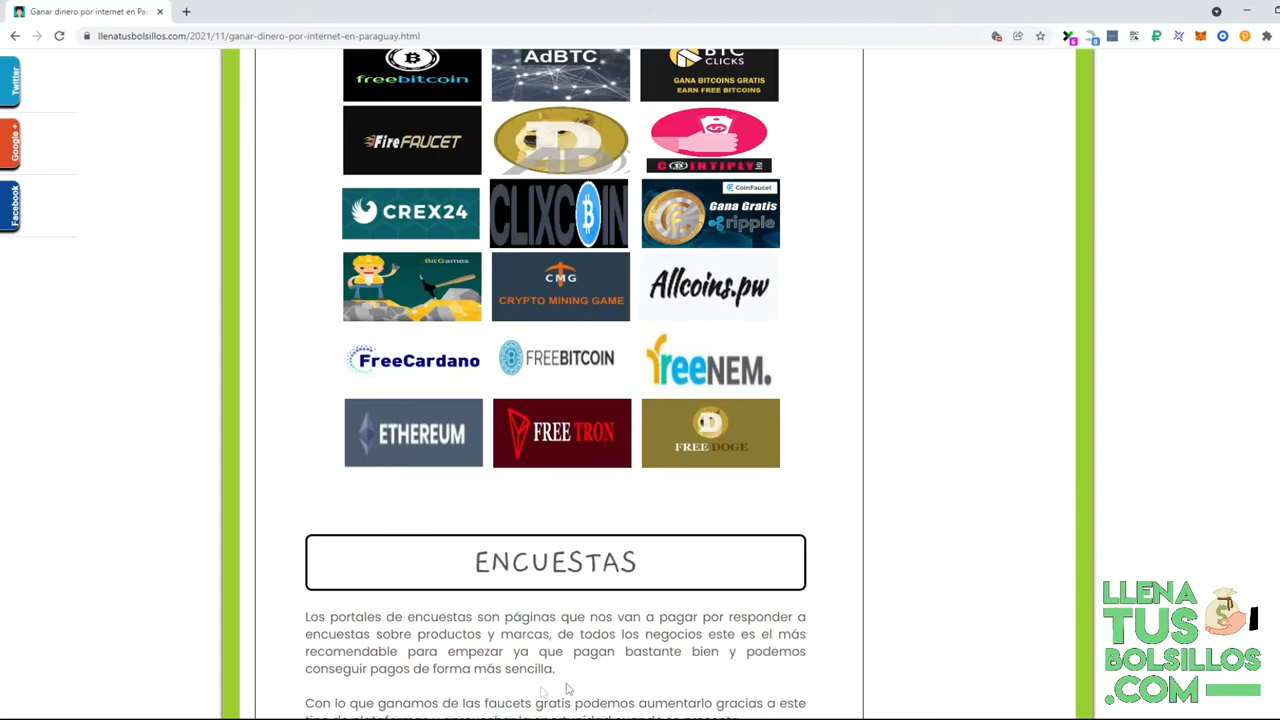 Ganar dinero por internet en Pa
llenatusbolsillos.com/2021/11/ganar-dinero-por-internet-en-paraguay.html
Twitter
Google +
Facebook
freebitcoin
AdBTC
BTC
CLICKS
GANA BITCOINS GRATIS
EARN FREE BITCOINS
FireFAUCET
AD
COINTIPLY
CREX24
CLIXCOIN
CoinFaucet
Gana Gratis
ripple
BitGames
CMG
CRYPTO MINING GAME
Allcoins.pw
FreeCardano
FREEBITCOIN
freeNEM.
ETHEREUM
FREE TRON
FREE DOGE
ENCUESTAS
Los portales de encuestas son páginas que nos van a pagar por responder a
encuestas sobre productos y marcas, de todos los negocios este es el más
recomendable para empezar ya que pagan bastante bien y podemos
conseguir pagos de forma más sencilla.
Con lo que ganamos de las faucets gratis podemos aumentarlo gracias a este
LLENA
TUS
BOLSILLOS
.COM